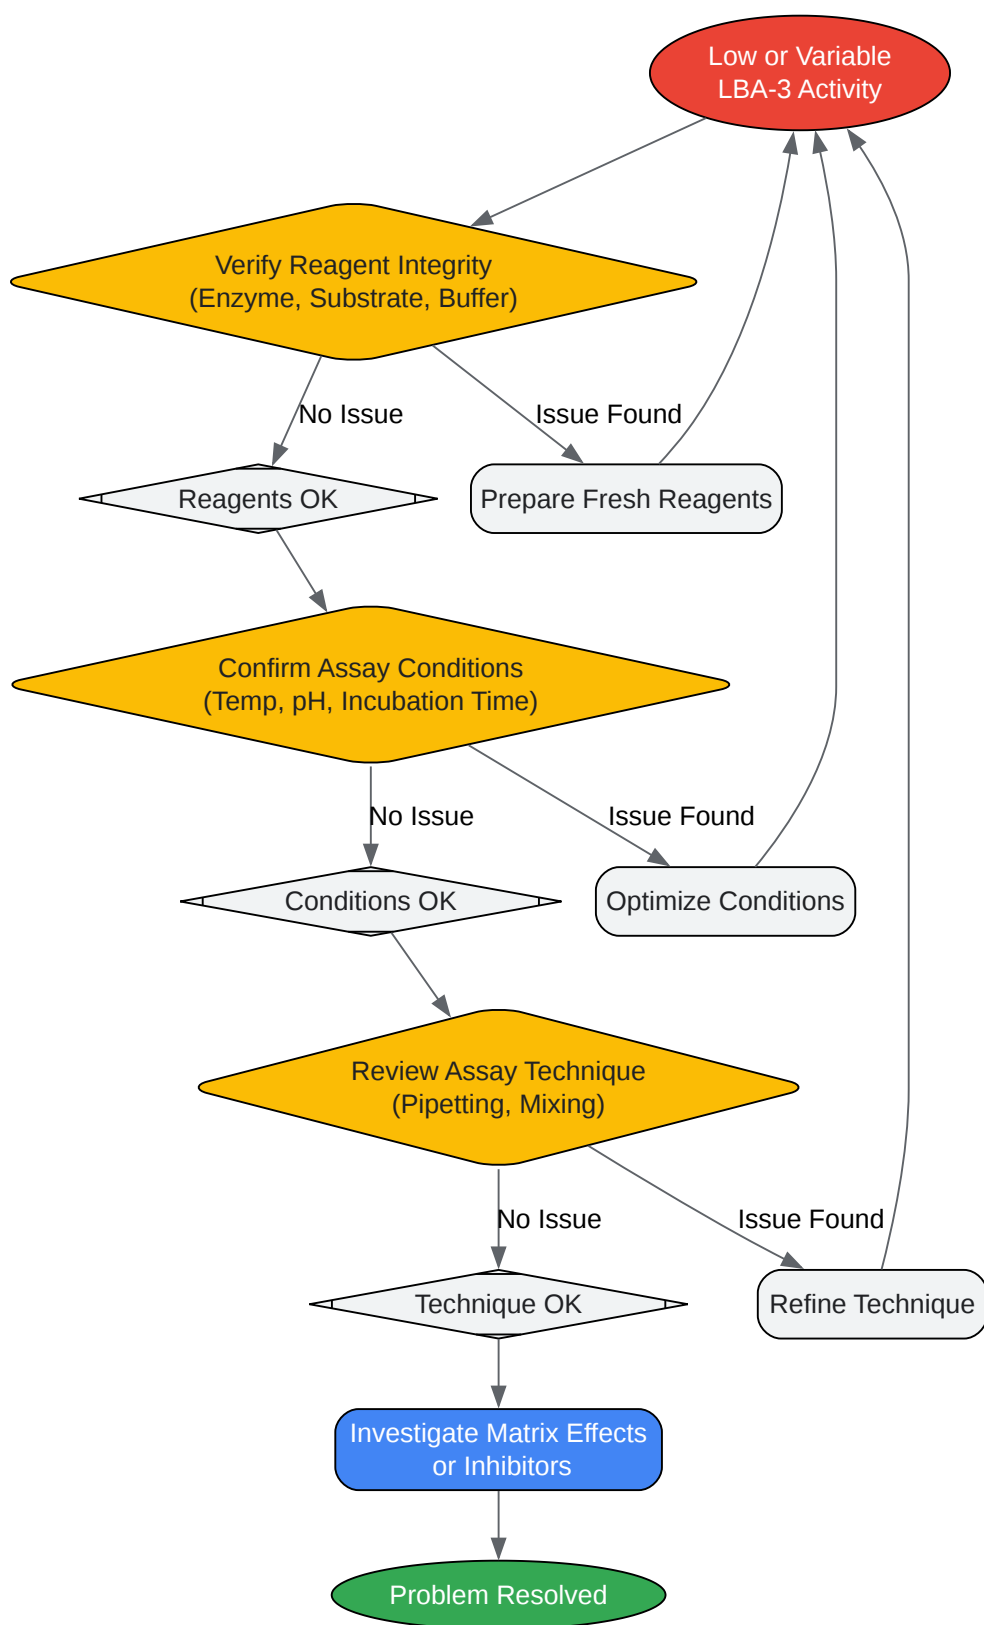 Low or Variable
LBA-3 Activity
Verify Reagent Integrity
(Enzyme, Substrate, Buffer)
No Issue
Issue Found
Reagents OK
Prepare Fresh Reagents
Confirm Assay Conditions
(Temp, pH, Incubation Time)
No Issue
Issue Found
Conditions OK
Optimize Conditions
Review Assay Technique
(Pipetting, Mixing)
No Issue
Issue Found
Technique OK
Refine Technique
Investigate Matrix Effects
or Inhibitors
Problem Resolved